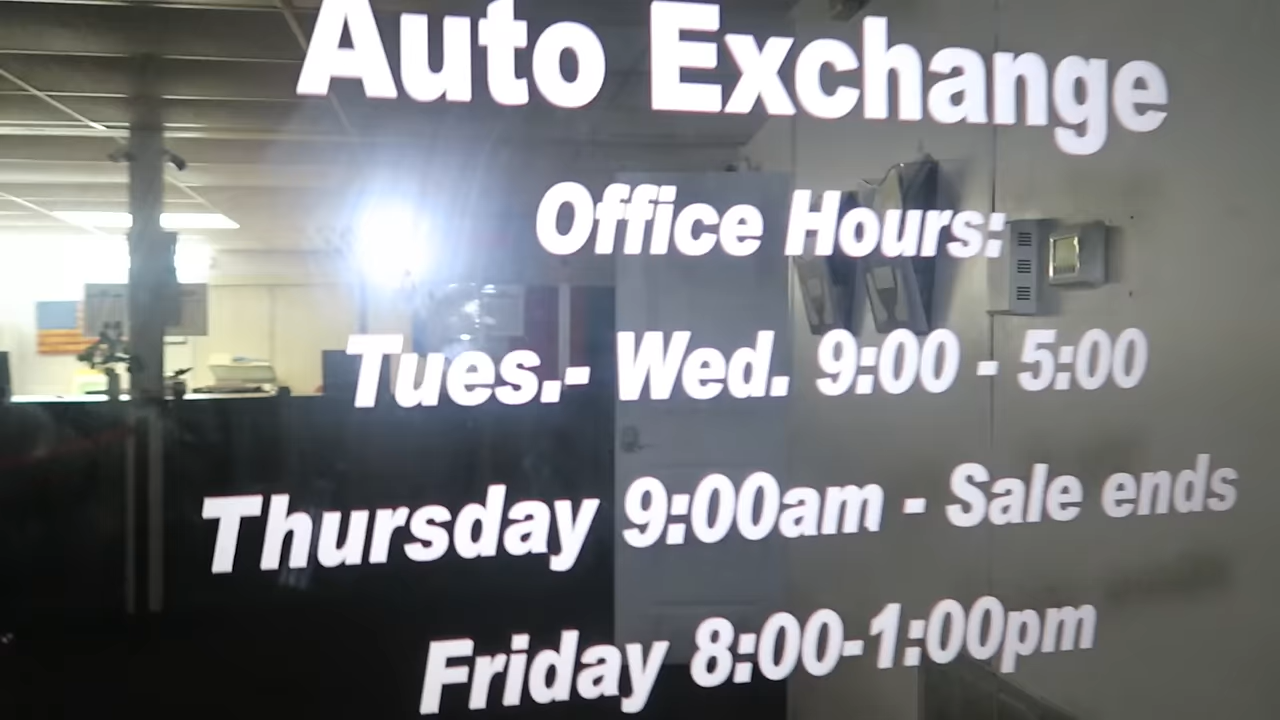 Auto Exchange
Office Hours:
Tues.- Wed. 9:00 - 5:00
Thursday 9:00am - Sale ends
Friday 8:00-1:00pm